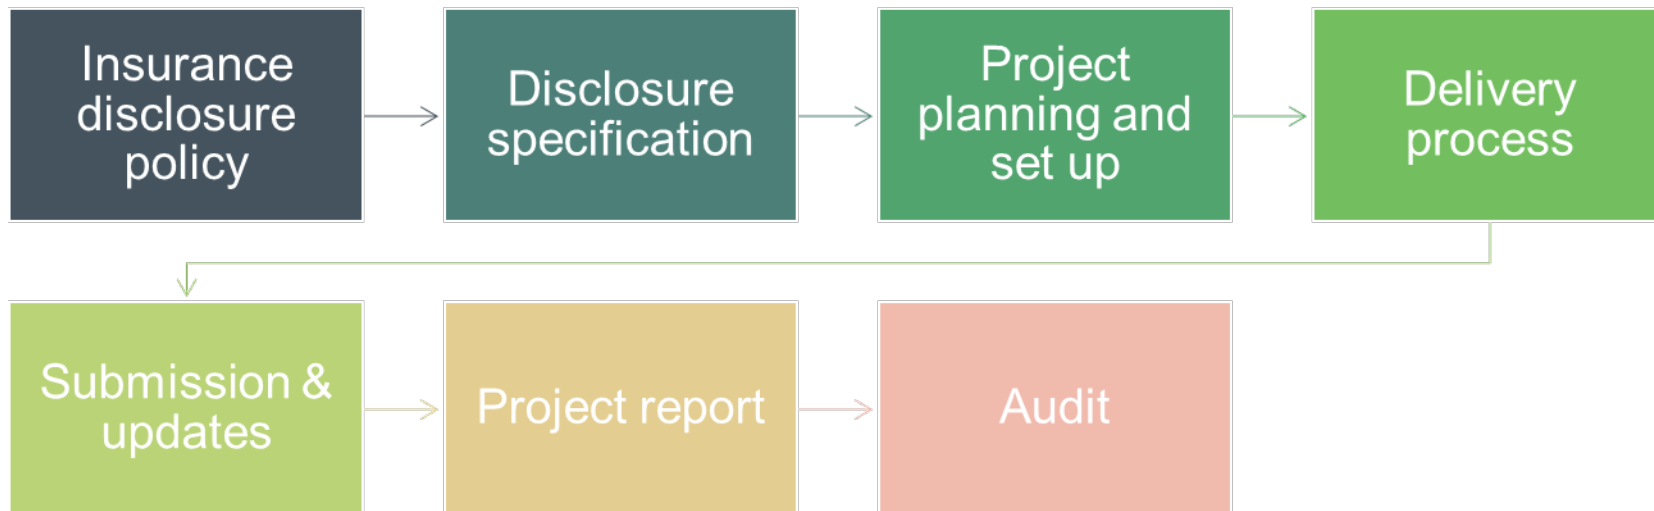 Insurance
disclosure
policy
Disclosure
specification
Project
planning and
set up
Delivery
process
Submission &
updates
Project report
Audit